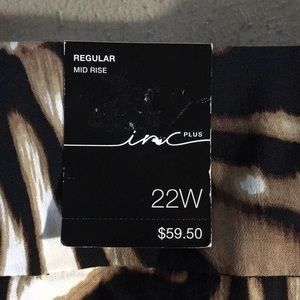 REGULAR
MID RISE
inc PLUS
22W
$59.50